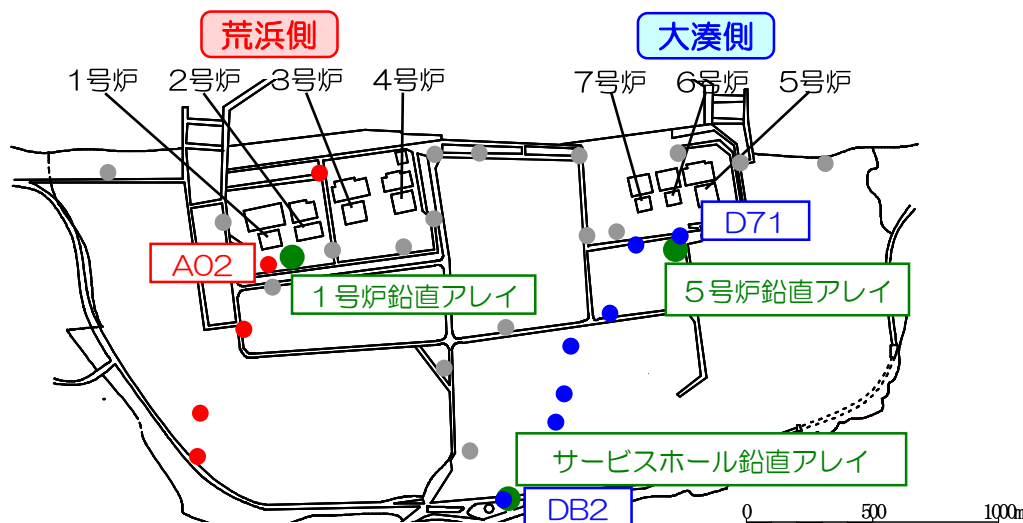 荒浜側
大湊側
1号炉
2号炉
3号炉
4号炉
7号炉
6号炉
5号炉
D71
A02
1号炉鉛直アレイ
5号炉鉛直アレイ
サービスホール鉛直アレイ
DB2
0 500 1000m